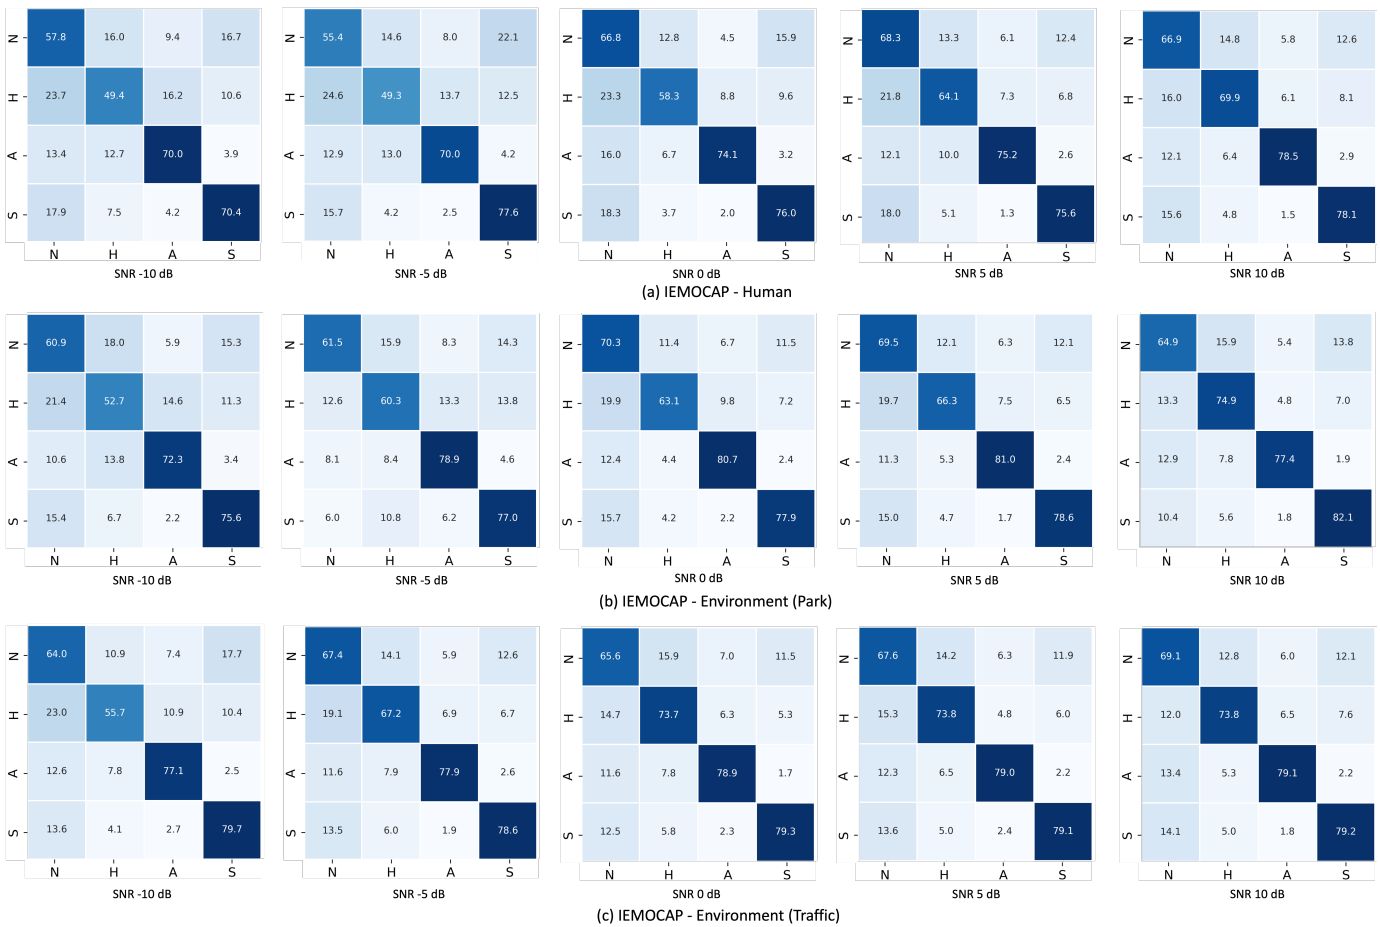 N 57.8 16.0 9.4 16.7 N 55.4 14.6 8.0 22.1 N 66.8 12.8 4.5 15.9 N 68.3 13.3 6.1 12.4 N 66.9 14.8 5.8 12.6
H 23.7 49.4 16.2 10.6 H 24.6 49.3 13.7 12.5 H 23.3 58.3 8.8 9.6 H 21.8 64.1 7.3 6.8 H 16.0 69.9 6.1 8.1
A 13.4 12.7 70.0 3.9 A 12.9 13.0 70.0 4.2 A 16.0 6.7 74.1 3.2 A 12.1 10.0 75.2 2.6 A 12.1 6.4 78.5 2.9
S 17.9 7.5 4.2 70.4 S 15.7 4.2 2.5 77.6 S 18.3 3.7 2.0 76.0 S 18.0 5.1 1.3 75.6 S 15.6 4.8 1.5 78.1
N H A S N H A S N H A S N H A S N H A S
SNR -10 dB SNR -5 dB SNR 0 dB SNR 5 dB SNR 10 dB
(a) IEMOCAP - Human
N 60.9 18.0 5.9 15.3 N 61.5 15.9 8.3 14.3 N 70.3 11.4 6.7 11.5 N 69.5 12.1 6.3 12.1 N 64.9 15.9 5.4 13.8
H 21.4 52.7 14.6 11.3 H 12.6 60.3 13.3 13.8 H 19.9 63.1 9.8 7.2 H 19.7 66.3 7.5 6.5 H 13.3 74.9 4.8 7.0
A 10.6 13.8 72.3 3.4 A 8.1 8.4 78.9 4.6 A 12.4 4.4 80.7 2.4 A 11.3 5.3 81.0 2.4 A 12.9 7.8 77.4 1.9
S 15.4 6.7 2.2 75.6 S 6.0 10.8 6.2 77.0 S 15.7 4.2 2.2 77.9 S 15.0 4.7 1.7 78.6 S 10.4 5.6 1.8 82.1
N H A S N H A S N H A S N H A S N H A S
SNR -10 dB SNR -5 dB SNR 0 dB SNR 5 dB SNR 10 dB
(b) IEMOCAP - Environment (Park)
N 64.0 10.9 7.4 17.7 N 67.4 14.1 5.9 12.6 N 65.6 15.9 7.0 11.5 N 67.6 14.2 6.3 11.9 N 69.1 12.8 6.0 12.1
H 23.0 55.7 10.9 10.4 H 19.1 67.2 6.9 6.7 H 14.7 73.7 6.3 5.3 H 15.3 73.8 4.8 6.0 H 12.0 73.8 6.5 7.6
A 12.6 7.8 77.1 2.5 A 11.6 7.9 77.9 2.6 A 11.6 7.8 78.9 1.7 A 12.3 6.5 79.0 2.2 A 13.4 5.3 79.1 2.2
S 13.6 4.1 2.7 79.7 S 13.5 6.0 1.9 78.6 S 12.5 5.8 2.3 79.3 S 13.6 5.0 2.4 79.1 S 14.1 5.0 1.8 79.2
N H A S N H A S N H A S N H A S N H A S
SNR -10 dB SNR -5 dB SNR 0 dB SNR 5 dB SNR 10 dB
(c) IEMOCAP - Environment (Traffic)